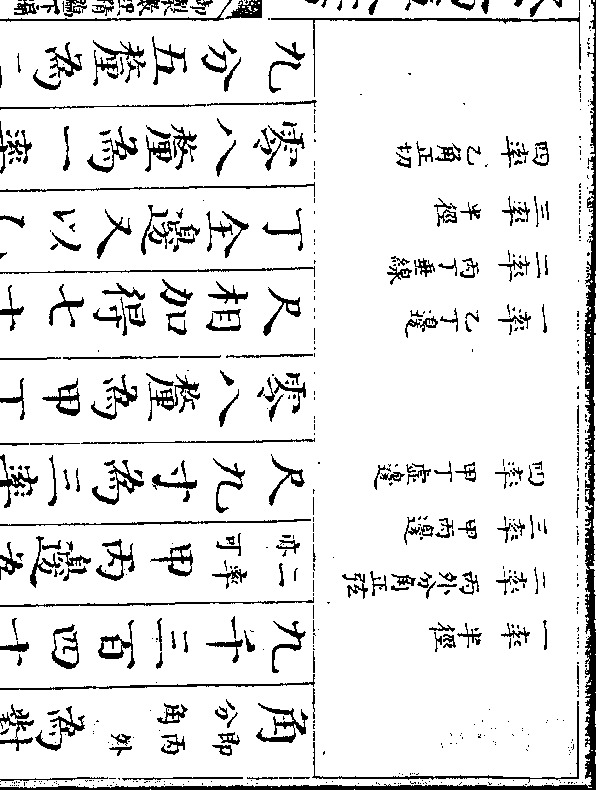 一率 半徑
二率 丙外分角正弦
三率 甲丙邊
四率 甲丁虛邊
一率 乙丁邊
二率 丙丁垂線
三率 半徑
四率 乙角正切
角即丙外分角為對
九千三百四十
二率亦可甲丙邊為
尺九寸為三率
零八釐為甲丁
尺相加得七十
丁全邊又以
零八釐為一率
九分五釐為二